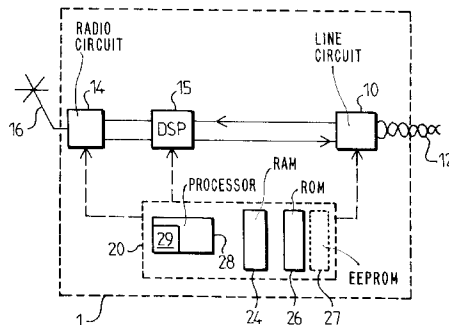 RADIO
CIRCUIT
LINE
CIRCUIT
14
15
10
16
DSP
12
PROCESSOR
RAM
ROM
20
29
28
EEPROM
24
26
27
1